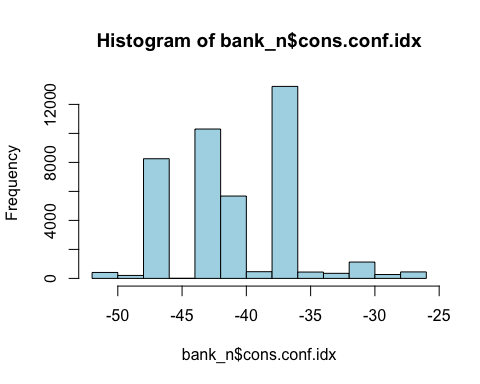 Histogram of bank_n$cons.conf.idx
Frequency
12000
8000
4000
0
-50 -45 -40 -35 -30 -25
bank_n$cons.conf.idx